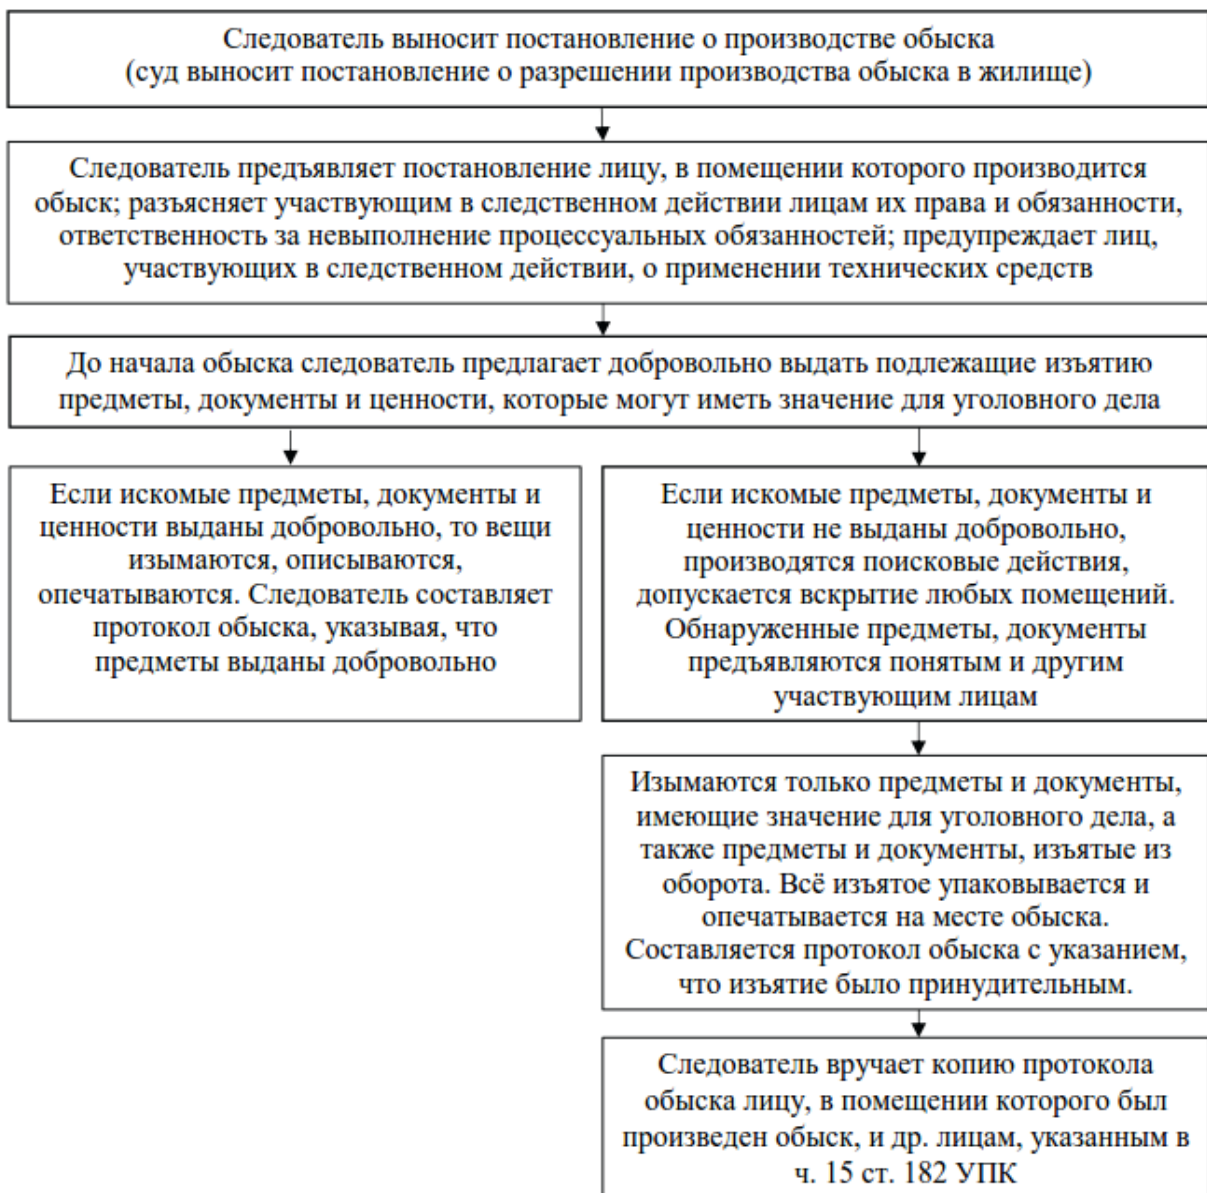 Следователь выносит постановление о производстве обыска
(суд выносит постановление о разрешении производства обыска в жилище)
Следователь предъявляет постановление лицу, в помещении которого производится
обыск; разъясняет участвующим в следственном действии лицам их права и обязанности,
ответственность за невыполнение процессуальных обязанностей; предупреждает лиц,
участвующих в следственном действии, о применении технических средств
До начала обыска следователь предлагает добровольно выдать подлежащие изъятию
предметы, документы и ценности, которые могут иметь значение для уголовного дела
Если искомые предметы, документы и
ценности выданы добровольно, то вещи
изымаются, описываются,
опечатываются. Следователь составляет
протокол обыска, указывая, что
предметы выданы добровольно
Если искомые предметы, документы и
ценности не выданы добровольно,
производятся поисковые действия,
допускается вскрытие любых помещений.
Обнаруженные предметы, документы
предъявляются понятым и другим
участвующим лицам
Изымаются только предметы и документы,
имеющие значение для уголовного дела, а
также предметы и документы, изъятые из
оборота. Всё изъятое упаковывается и
опечатывается на месте обыска.
Составляется протокол обыска с указанием,
что изъятие было принудительным.
Следователь вручает копию протокола
обыска лицу, в помещении которого был
произведен обыск, и др. лицам, указанным в
ч. 15 ст. 182 УПК